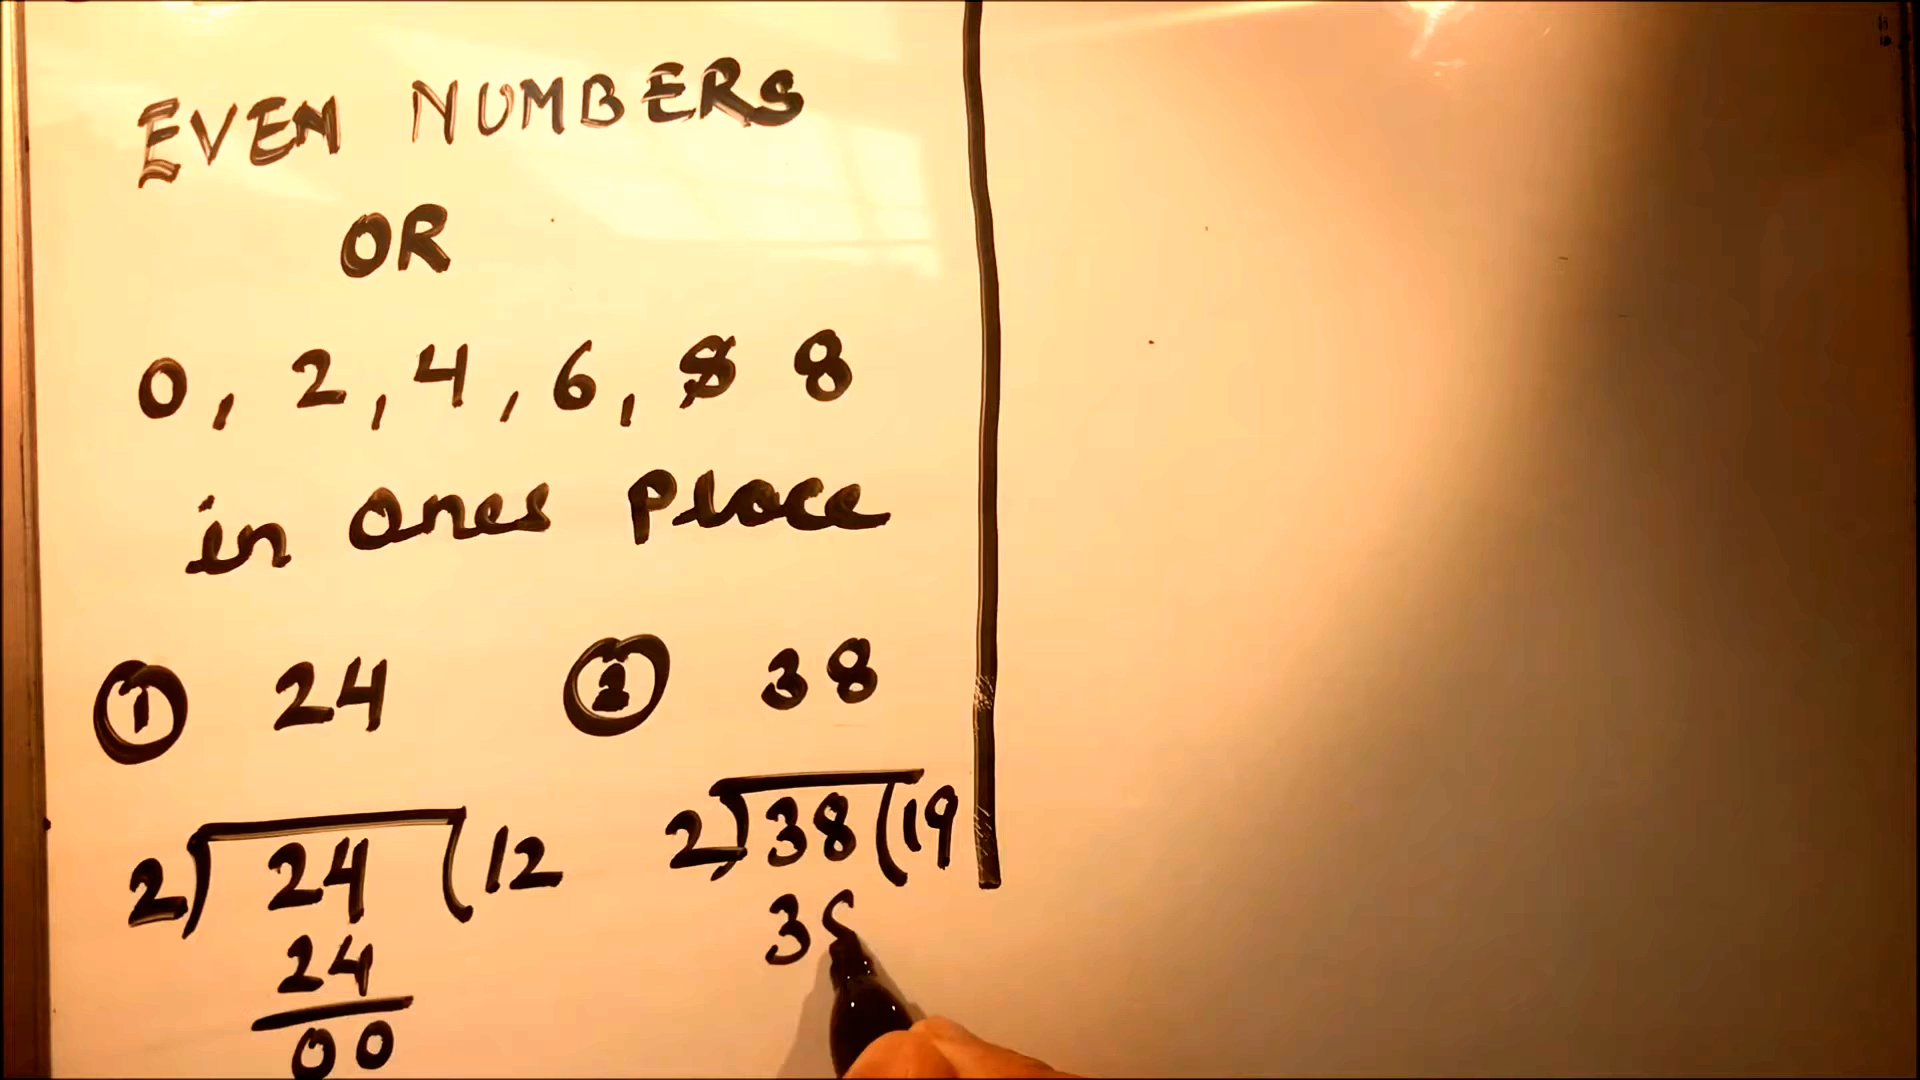 EVEN NUMBERS
OR
0, 2, 4, 6, 8 8
in ones place
① 24 ② 38
2) 24 (12 2) 38 (19
24 38
00